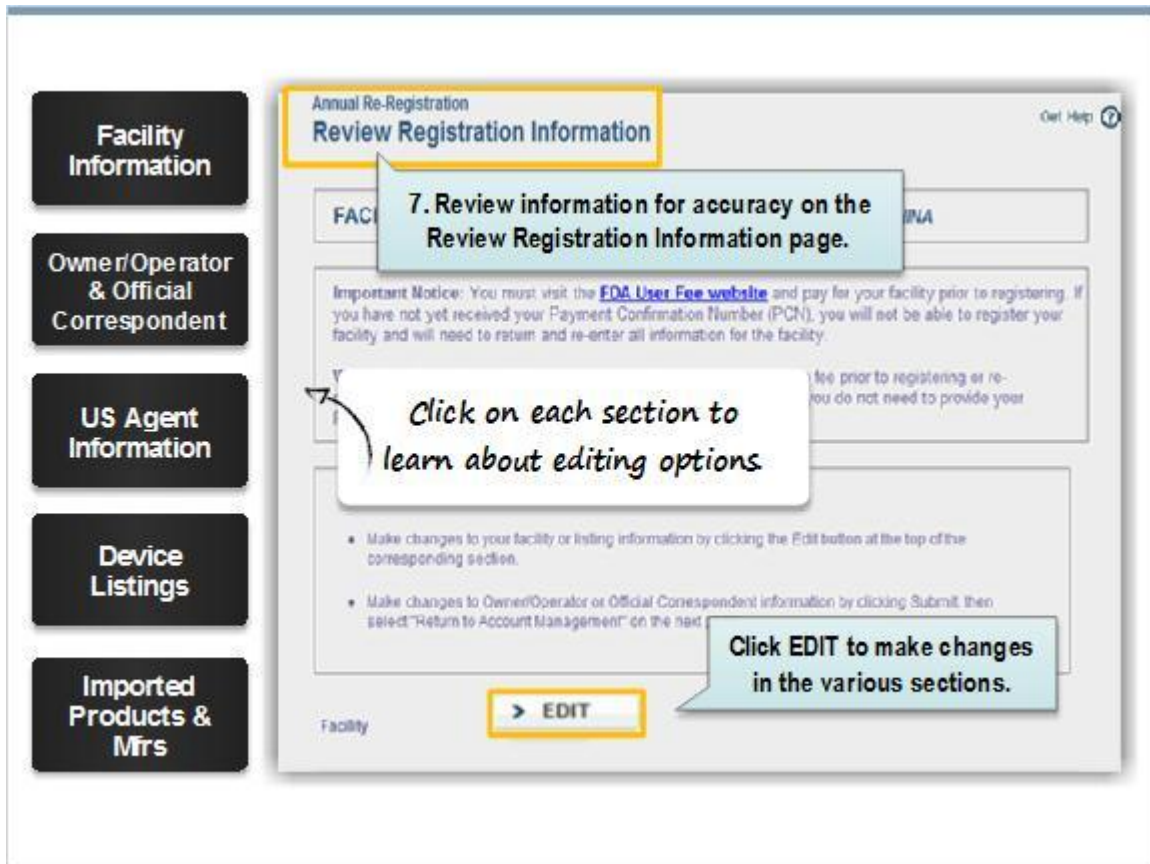 Facility
Information
Owner/Operator
& Official
Correspondent
US Agent
Information
Device
Listings
Imported
Products &
Mfrs
Annual Re-Registration
Review Registration Information
Get Help
FACI
INA
7. Review information for accuracy on the
Review Registration Information page.
Important Notice: You must visit the FDA User Fee website and pay for your facility prior to registering. If
you have not yet received your Payment Confirmation Number (PCN), you will not be able to register your
facility and will need to return and re-enter all information for the facility.
fee prior to registering or re-
you do not need to provide your
Click on each section to
learn about editing options.
• Make changes to your facility or listing information by clicking the Edit button at the top of the
corresponding section.
• Make changes to Owner/Operator or Official Correspondent information by clicking Submit, then
select "Return to Account Management" on the next
Click EDIT to make changes
in the various sections.
Facility
> EDIT